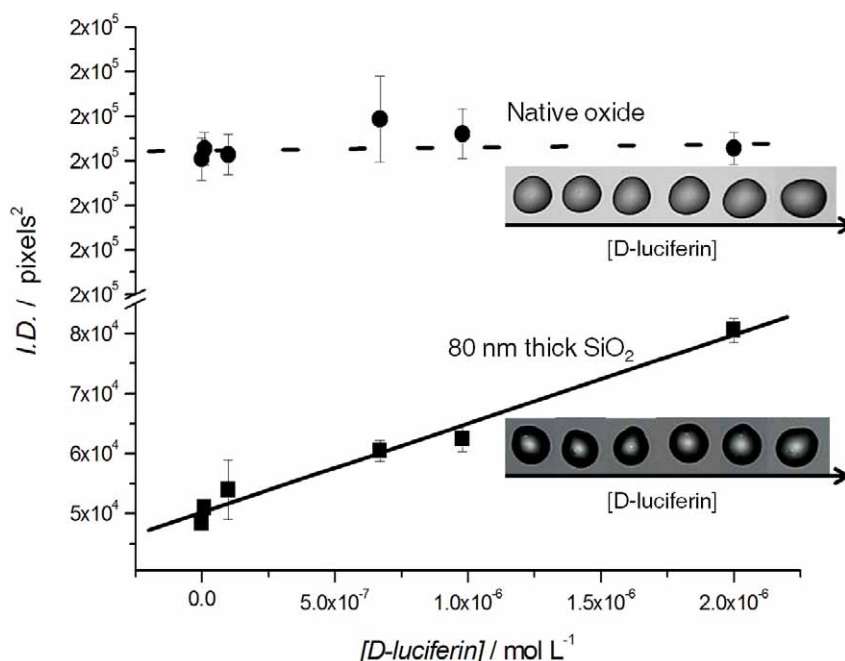 2x10⁵
2x10⁵
2x10⁵
2x10⁵
2x10⁵
2x10⁵
2x10⁵
8x10⁴
7x10⁴
6x10⁴
5x10⁴
I.D. / pixels²
Native oxide
[D-luciferin]
80 nm thick SiO₂
[D-luciferin]
0.0
5.0x10⁻⁷
1.0x10⁻⁶
1.5x10⁻⁶
2.0x10⁻⁶
[D-luciferin] / mol L⁻¹